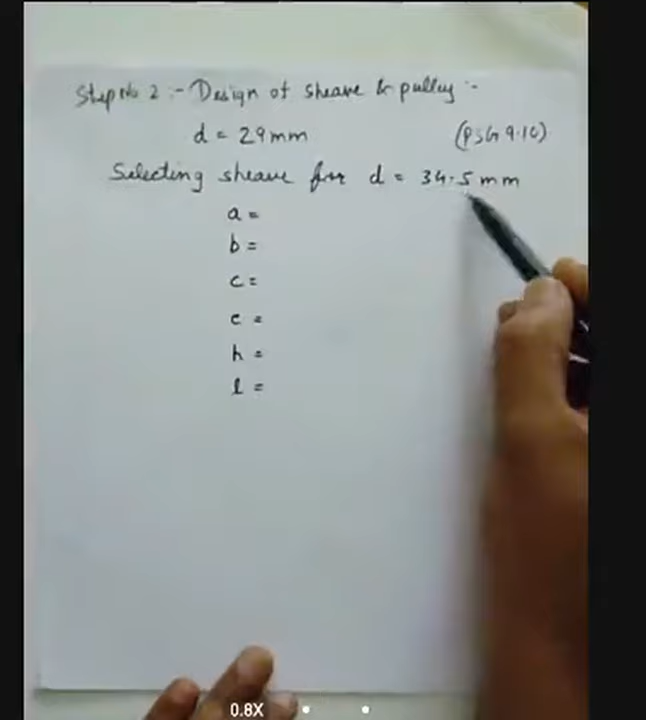 Step No 2 :- Design of sheave & pulley :-
d = 29mm (PSG 9.10)
Selecting sheave for d = 34.5 mm
a =
b =
c =
e =
h =
l =
0.8X